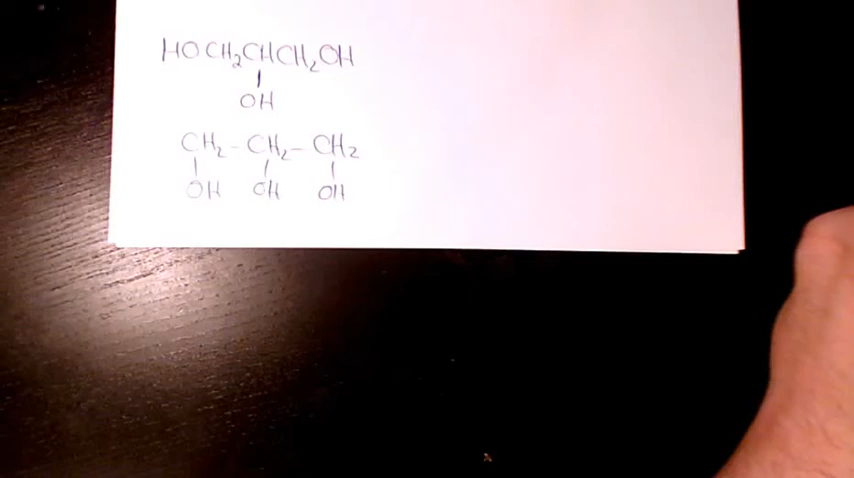 HOCH₂CHCH₂OH
OH
CH₂-CH₂-CH₂
OH OH OH